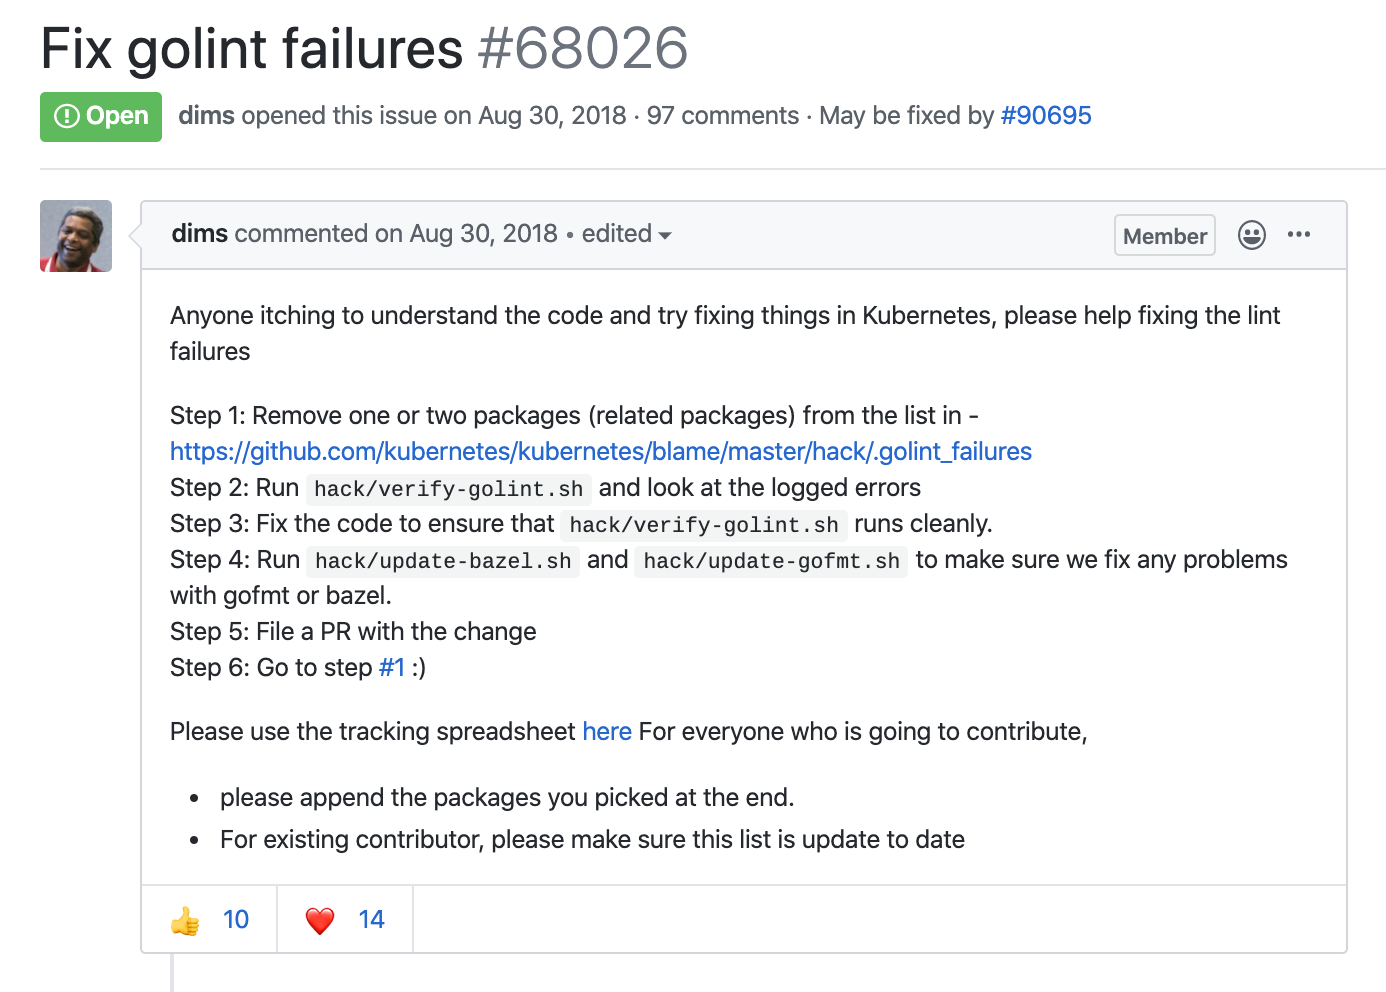 Fix golint failures #68026
Open dims opened this issue on Aug 30, 2018 · 97 comments · May be fixed by #90695
dims commented on Aug 30, 2018 • edited
Member
Anyone itching to understand the code and try fixing things in Kubernetes, please help fixing the lint
failures
Step 1: Remove one or two packages (related packages) from the list in -
https://github.com/kubernetes/kubernetes/blame/master/hack/.golint_failures
Step 2: Run hack/verify-golint.sh and look at the logged errors
Step 3: Fix the code to ensure that hack/verify-golint.sh runs cleanly.
Step 4: Run hack/update-bazel.sh and hack/update-gofmt.sh to make sure we fix any problems
with gofmt or bazel.
Step 5: File a PR with the change
Step 6: Go to step #1 :)
Please use the tracking spreadsheet here For everyone who is going to contribute,
• please append the packages you picked at the end.
• For existing contributor, please make sure this list is update to date
👍 10 ❤️ 14